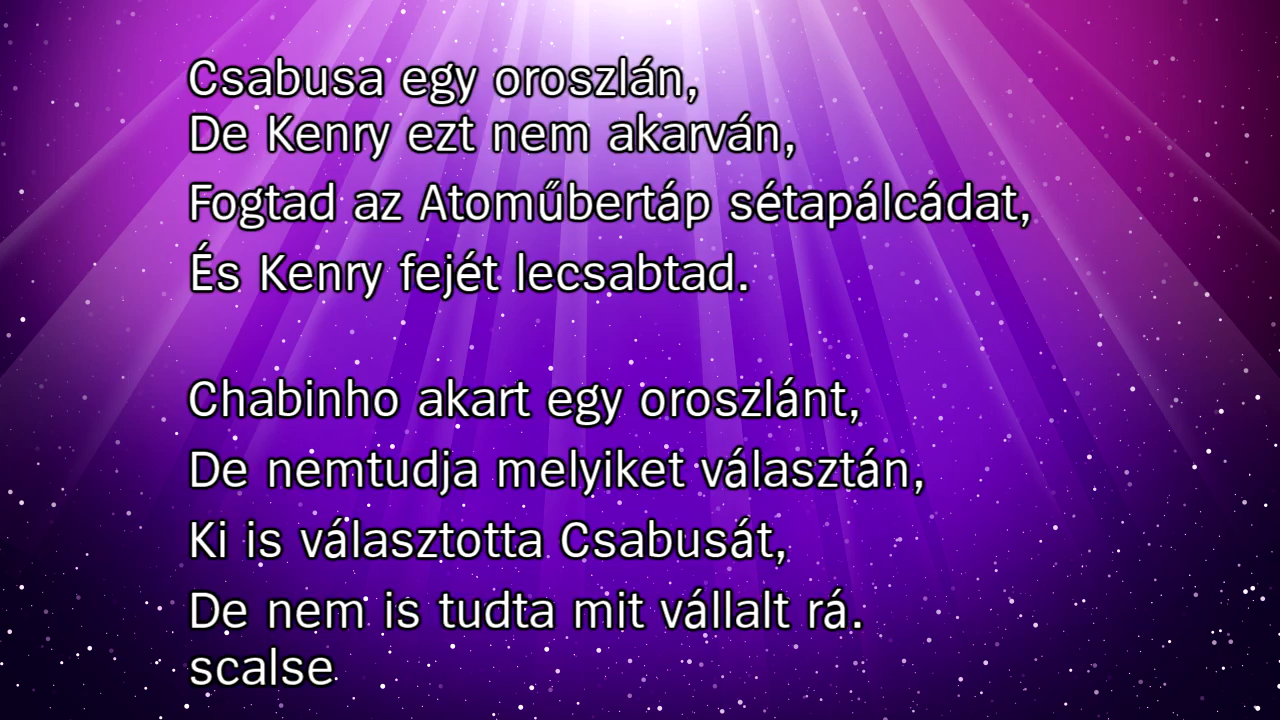 Csabusa egy oroszlán,
De Kenry ezt nem akarván,
Fogtad az Atoműbertáp sétapálcádat,
És Kenry fejét lecsabtad.
Chabinho akart egy oroszlánt,
De nemtudja melyiket választán,
Ki is választotta Csabusát,
De nem is tudta mit vállalt rá.
scalse